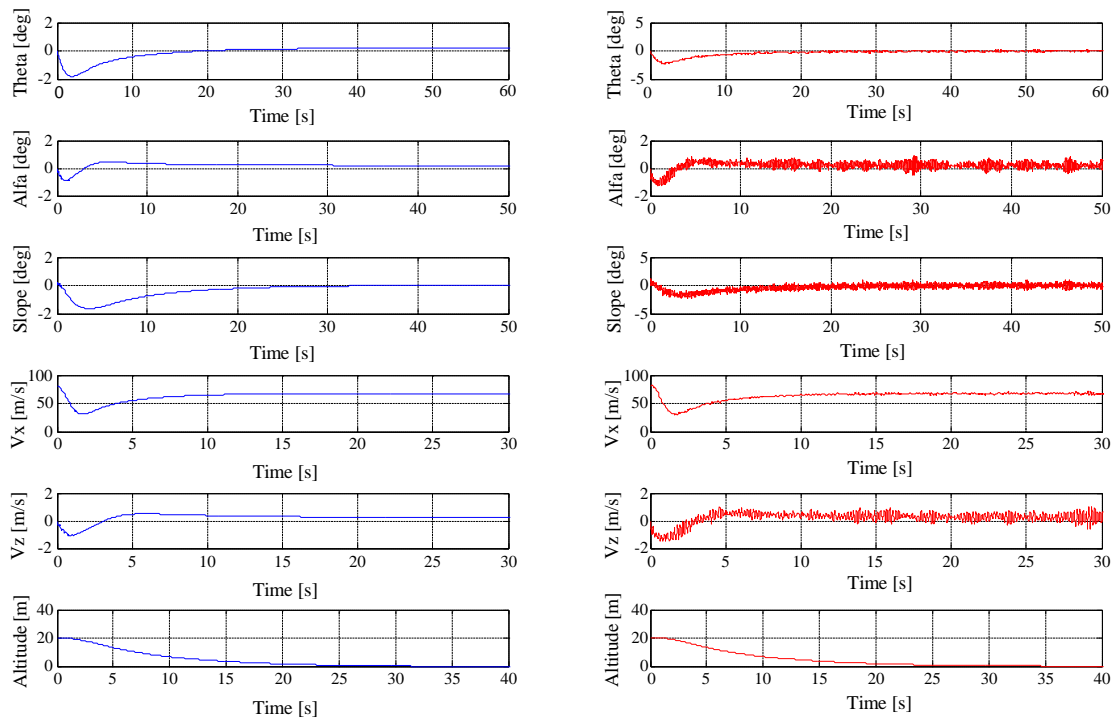 2
0
-2
Theta [deg]
0 10 20 30 40 50 60
Time [s]
5
0
-5
Theta [deg]
0 10 20 30 40 50 60
Time [s]
2
0
-2
Alfa [deg]
0 10 20 30 40 50
Time [s]
2
0
-2
Alfa [deg]
0 10 20 30 40 50
Time [s]
2
0
-2
Slope [deg]
0 10 20 30 40 50
Time [s]
5
0
-5
Slope [deg]
0 10 20 30 40 50
Time [s]
100
50
0
Vx [m/s]
0 5 10 15 20 25 30
Time [s]
100
50
0
Vx [m/s]
0 5 10 15 20 25 30
Time [s]
2
0
-2
Vz [m/s]
0 5 10 15 20 25 30
Time [s]
2
0
-2
Vz [m/s]
0 5 10 15 20 25 30
Time [s]
40
20
0
Altitude [m]
0 5 10 15 20 25 30 35 40
Time [s]
40
20
0
Altitude [m]
0 5 10 15 20 25 30 35 40
Time [s]